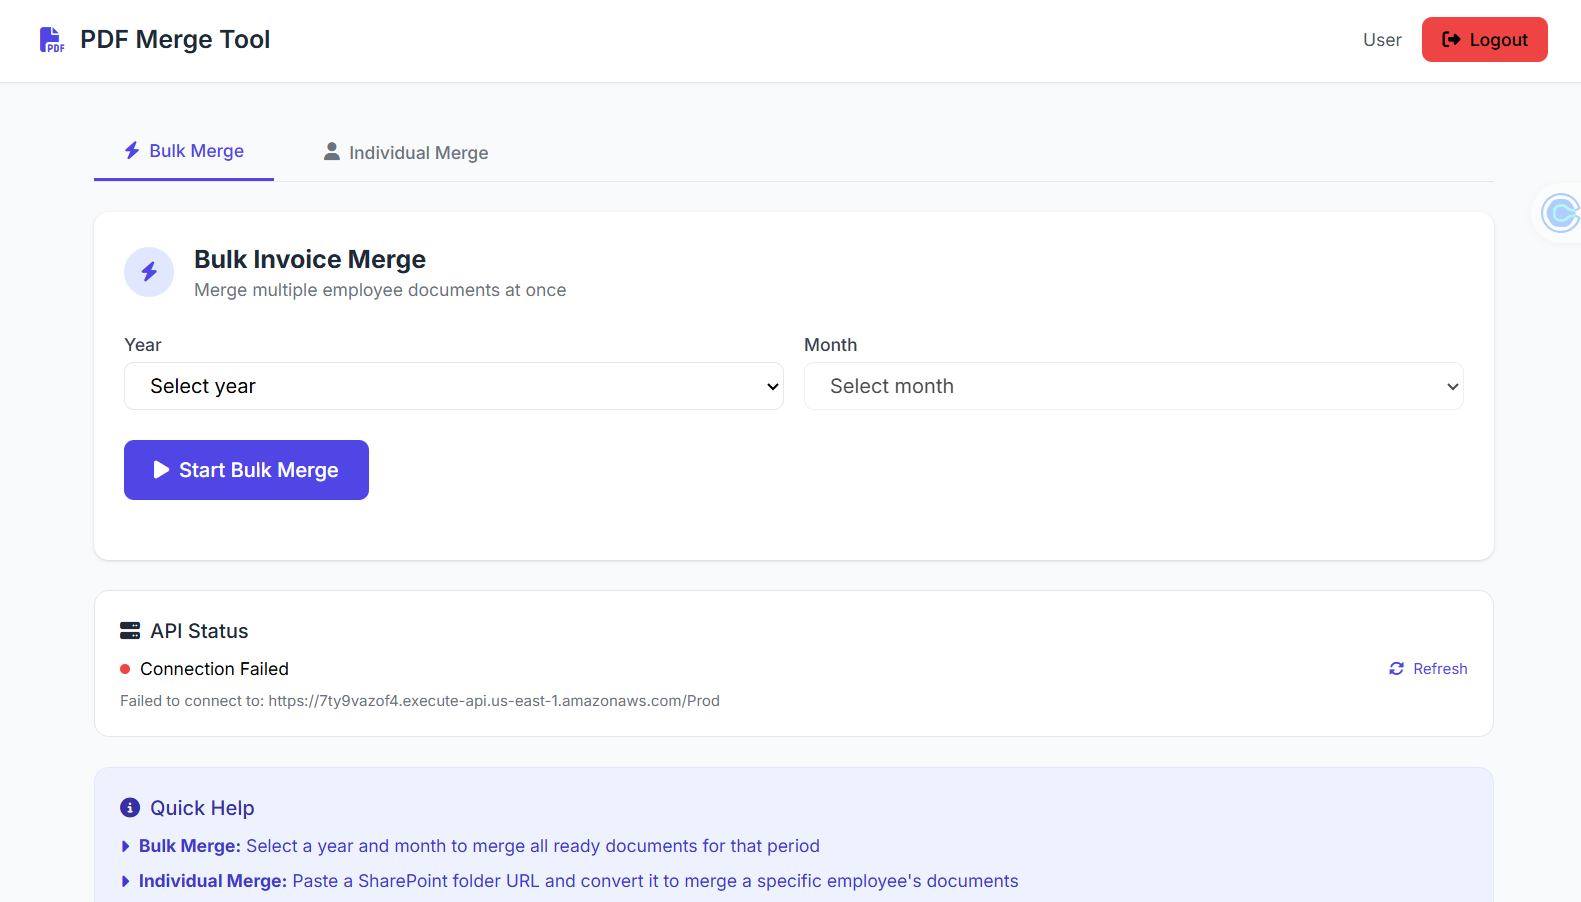 PDF
PDF Merge Tool
User
Logout
Bulk Merge
Individual Merge
Bulk Invoice Merge
Merge multiple employee documents at once
Year
Month
Select year
Select month
Start Bulk Merge
API Status
Connection Failed
Refresh
Failed to connect to: https://7ty9vazof4.execute-api.us-east-1.amazonaws.com/Prod
Quick Help
Bulk Merge: Select a year and month to merge all ready documents for that period
Individual Merge: Paste a SharePoint folder URL and convert it to merge a specific employee's documents